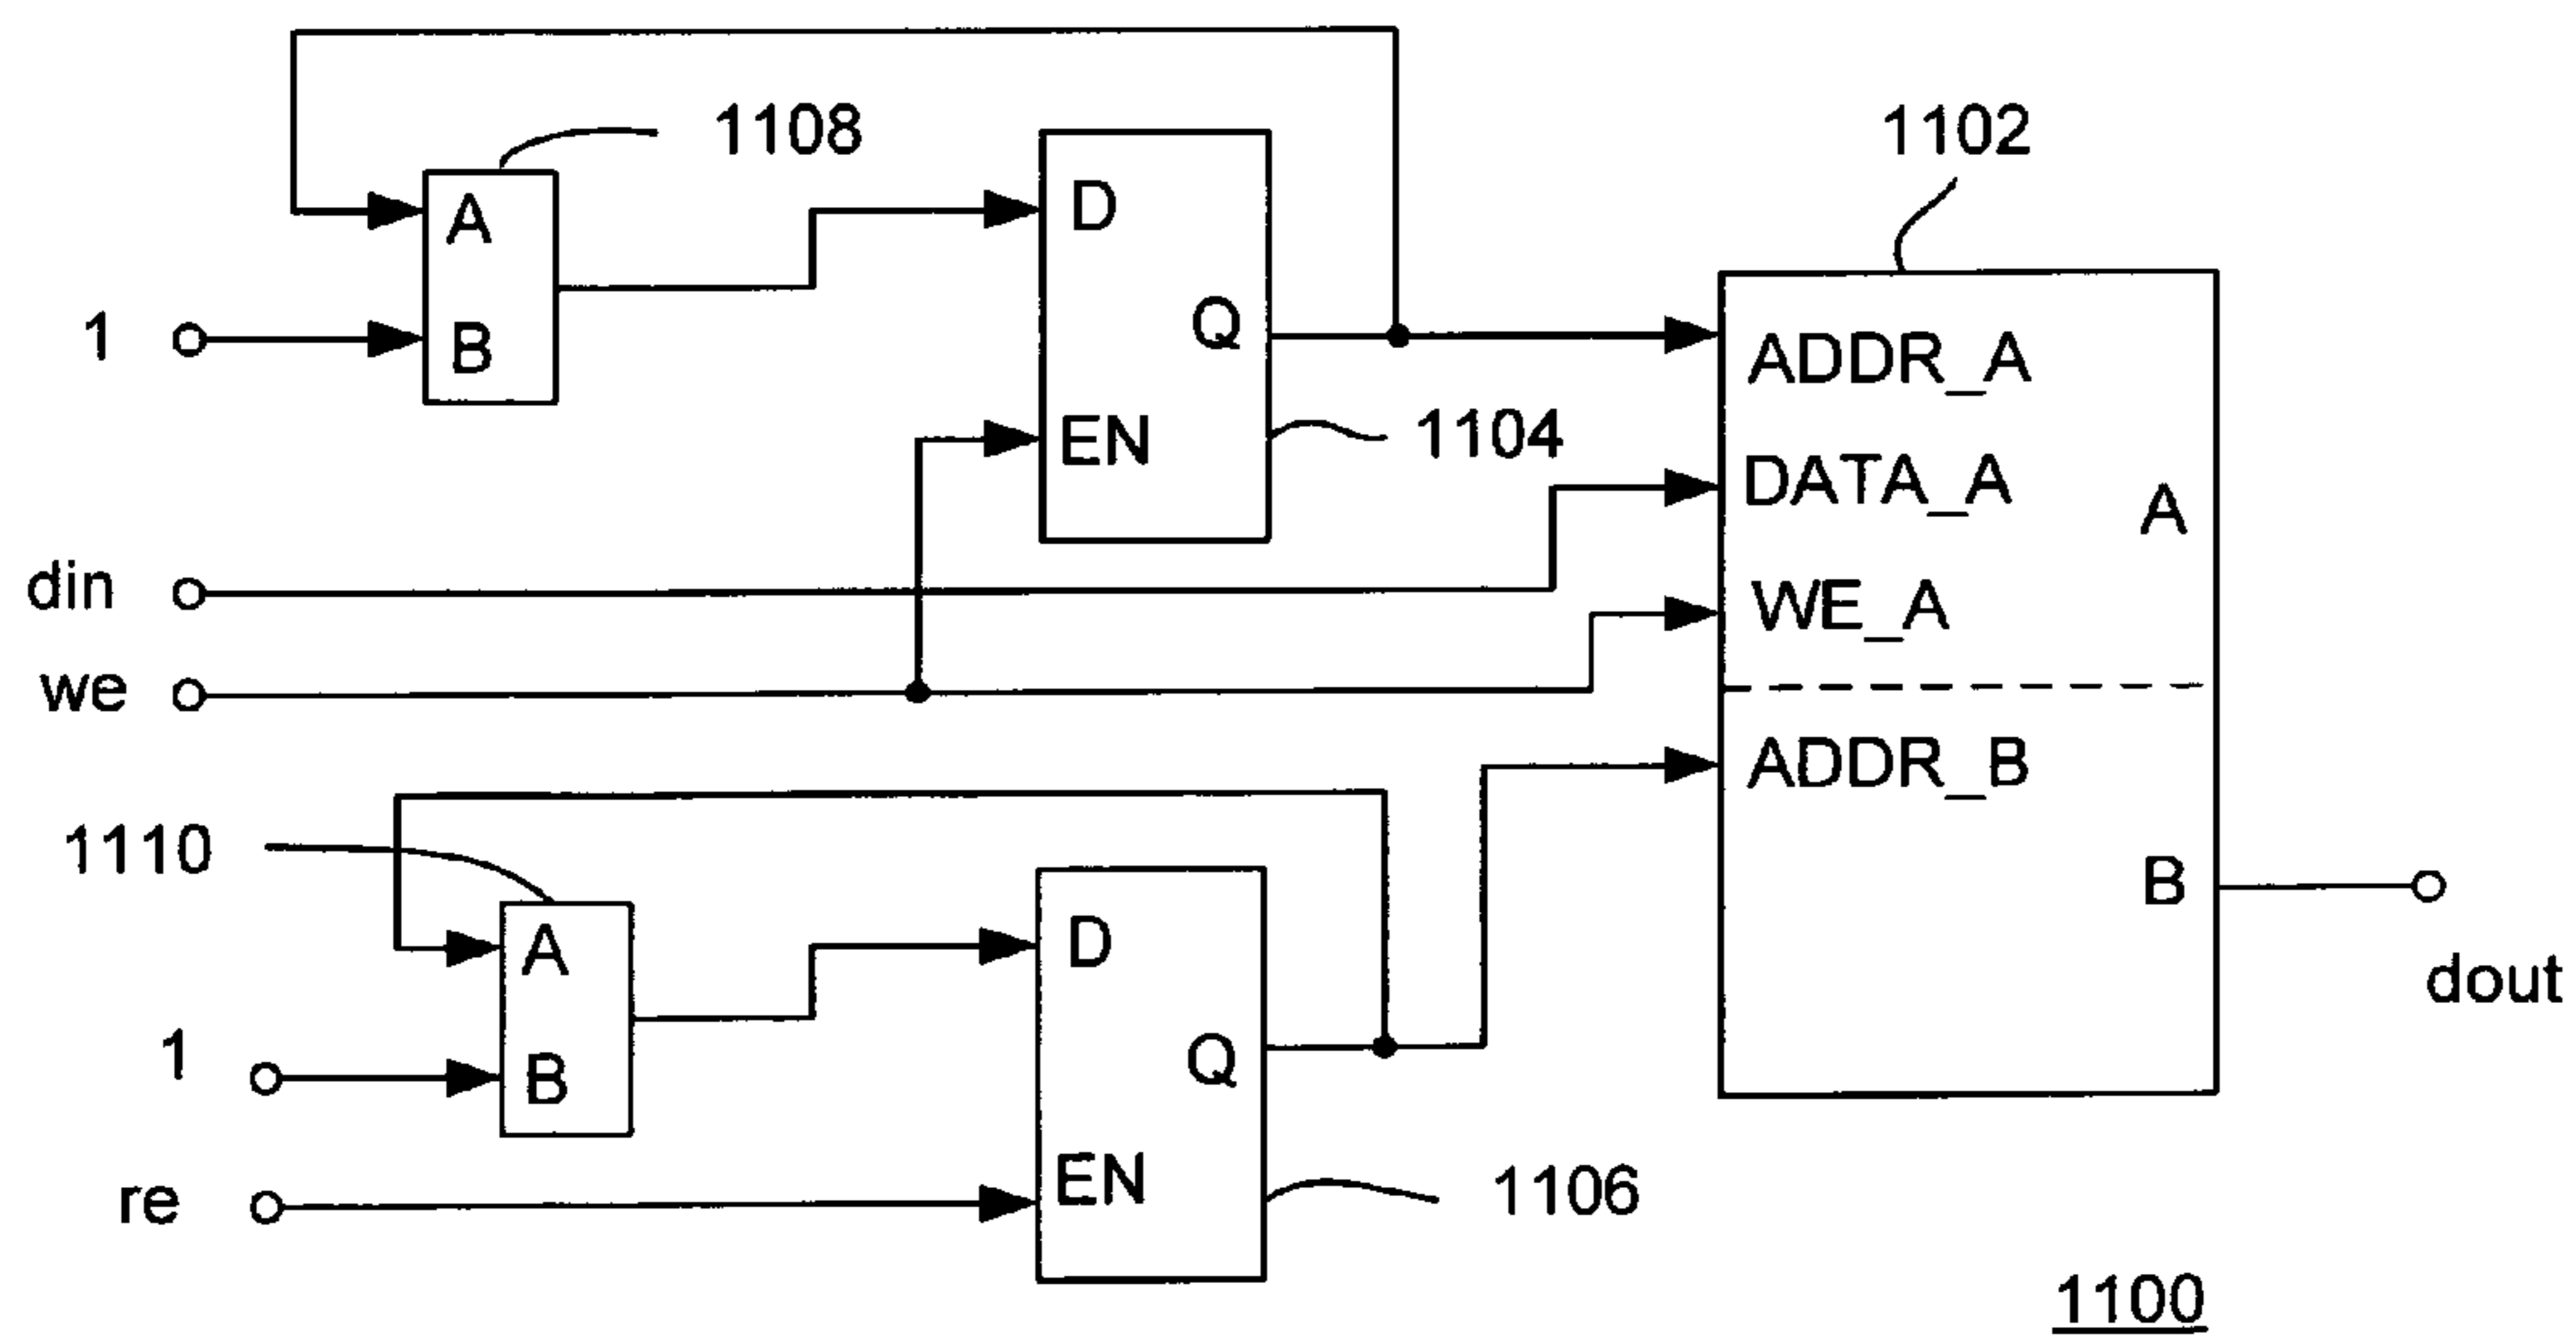 1108
1102
A
D
1
B
Q
ADDR_A
EN
1104
DATA_A
A
din
WE_A
we
ADDR_B
1110
A
D
B
dout
1
B
Q
re
EN
1106
1100